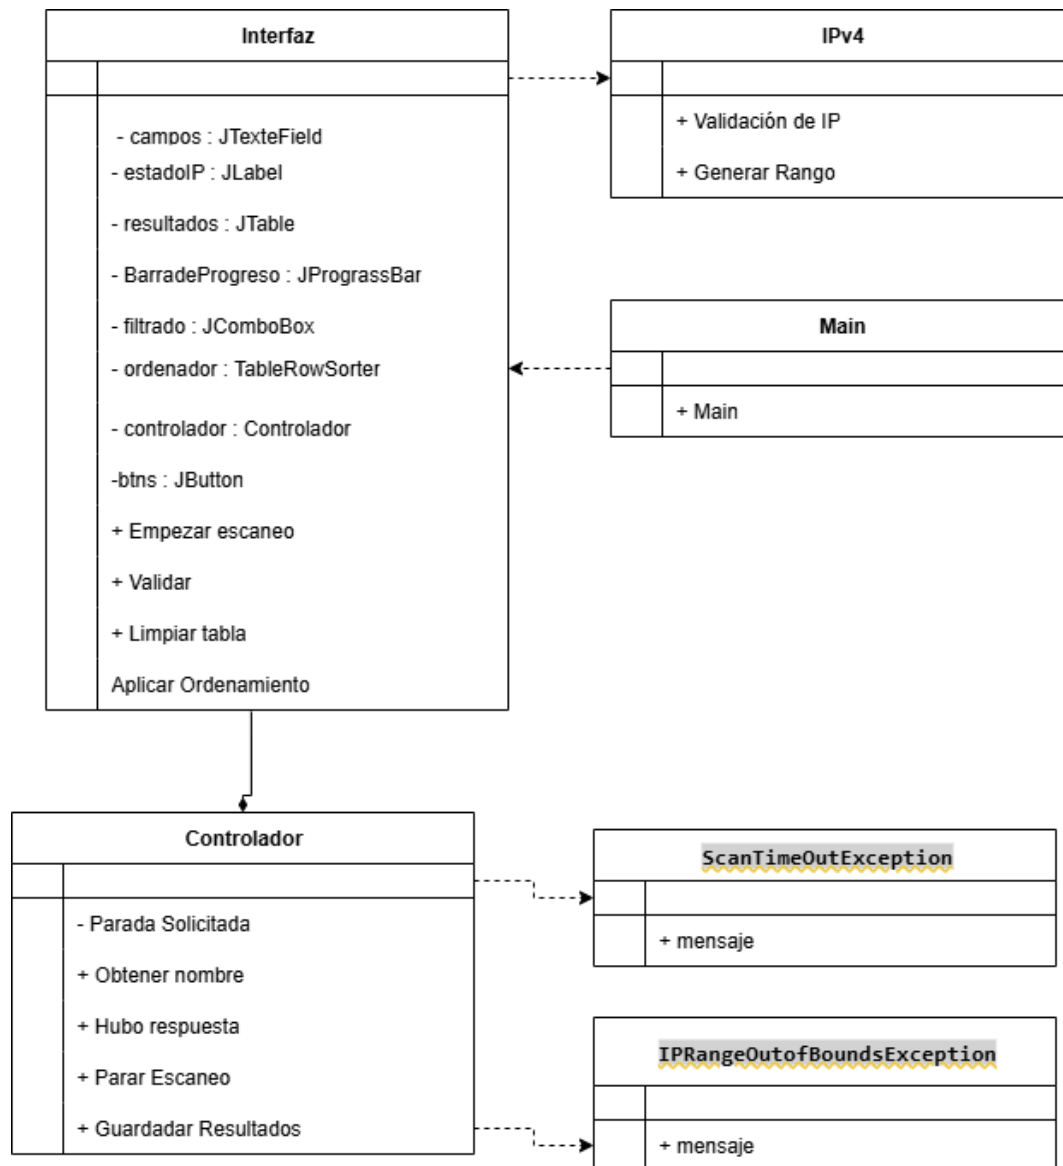 Interfaz
- campos : JTexteField
- estadoIP : JLabel
- resultados : JTable
- BarradeProgreso : JPrograssBar
- filtrado : JComboBox
- ordenador : TableRowSorter
- controlador : Controlador
-btns : JButton
+ Empezar escaneo
+ Validar
+ Limpiar tabla
Aplicar Ordenamiento
IPv4
+ Validación de IP
+ Generar Rango
Main
+ Main
Controlador
- Parada Solicitada
+ Obtener nombre
+ Hubo respuesta
+ Parar Escaneo
+ Guardadar Resultados
ScanTimeOutException
+ mensaje
IPRangeOutofBoundsException
+ mensaje